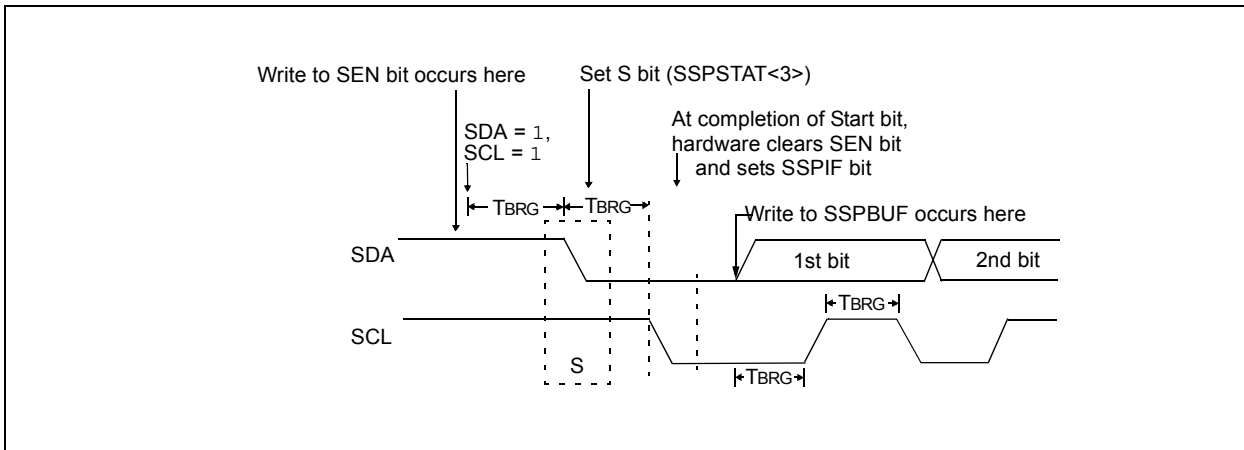 Write to SEN bit occurs here
Set S bit (SSPSTAT<3>)
SDA = 1,
SCL = 1
At completion of Start bit,
hardware clears SEN bit
and sets SSPIF bit
TBRG
TBRG
Write to SSPBUF occurs here
SDA
1st bit
2nd bit
TBRG
SCL
S
TBRG